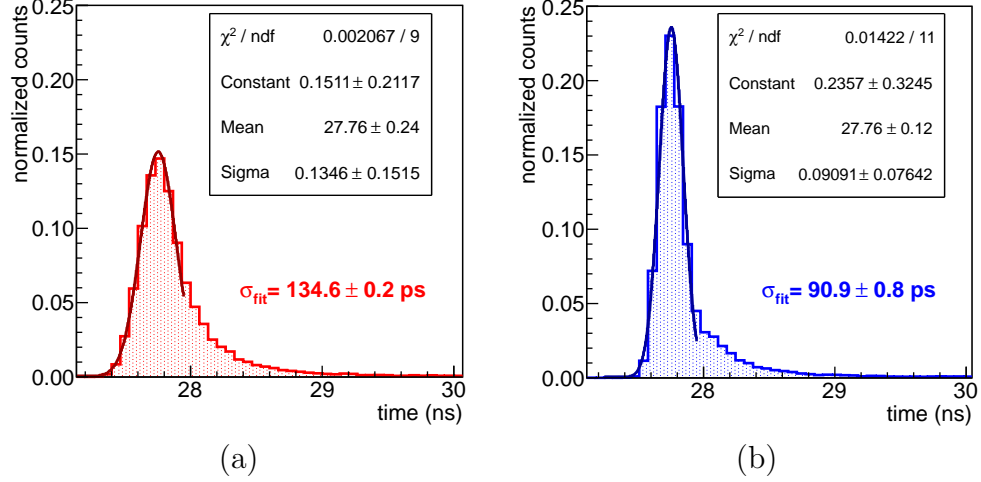 normalized counts
0.25
0.20
0.15
0.10
0.05
0.00
χ² / ndf 0.002067 / 9
Constant 0.1511 ± 0.2117
Mean 27.76 ± 0.24
Sigma 0.1346 ± 0.1515
σfit= 134.6 ± 0.2 ps
28 29 30
time (ns)
(a)
normalized counts
0.25
0.20
0.15
0.10
0.05
0.00
χ² / ndf 0.01422 / 11
Constant 0.2357 ± 0.3245
Mean 27.76 ± 0.12
Sigma 0.09091 ± 0.07642
σfit= 90.9 ± 0.8 ps
28 29 30
time (ns)
(b)